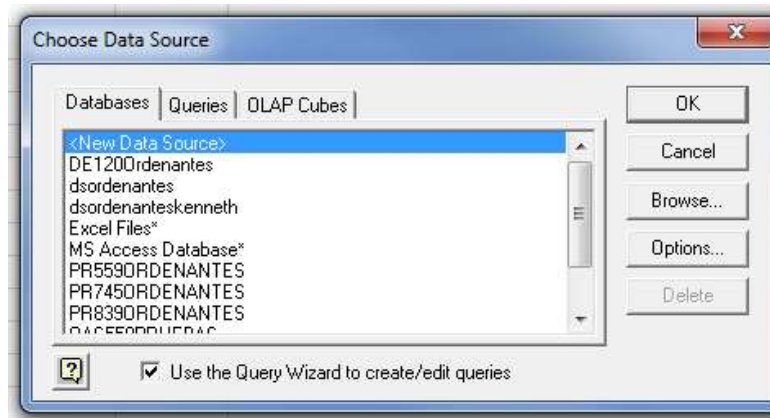 Choose Data Source
Databases Queries OLAP Cubes
<New Data Source>
DE120Ordenantes
dsordenantes
dsordenanteskenneth
Excel Files*
MS Access Database*
PR559ORDENANTES
PR745ORDENANTES
PR839ORDENANTES
OK
Cancel
Browse...
Options...
Delete
Use the Query Wizard to create/edit queries